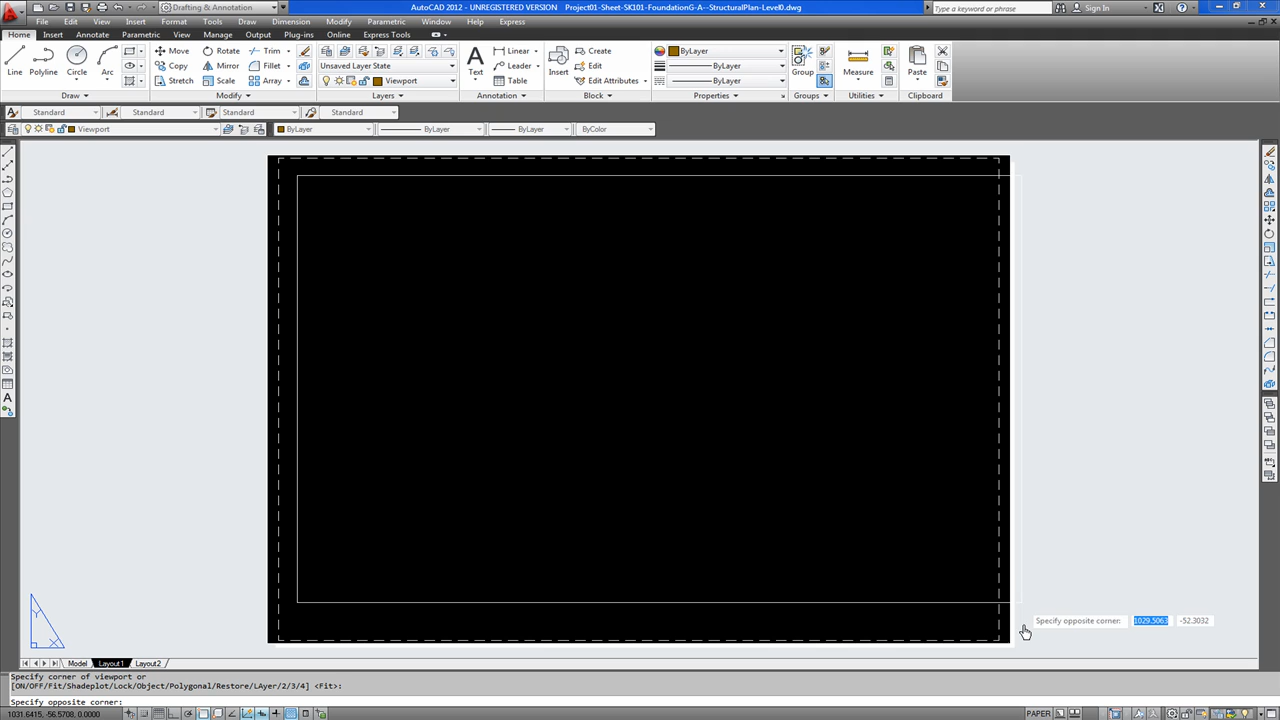 AutoCAD 2012 - UNREGISTERED VERSION Project01-Sheet-SK101-FoundationG-A--StructuralPlan-Level0.dwg
Drafting & Annotation
Type a keyword or phrase
Sign In
File Edit View Insert Format Tools Draw Dimension Modify Parametric Window Help Express
Home Insert Annotate Parametric View Manage Output Plug-ins Online Express Tools
Line Polyline Circle Arc
Move Rotate Trim
Copy Mirror Fillet
Stretch Scale Array
Unsaved Layer State
Viewport
Text
Linear
Leader
Table
Insert
Create
Edit
Edit Attributes
ByLayer
ByLayer
ByLayer
Group
Measure
Paste
Draw Modify Layers Annotation Block Properties Groups Utilities Clipboard
Standard Standard Standard Standard
Viewport ByLayer ByLayer ByLayer ByColor
Specify opposite corner: 1029.5063 -52.3032
Y
X
Model Layout1 Layout2
Specify corner of viewport or
[ON/OFF/Fit/Shadeplot/Lock/Object/Polygonal/Restore/LAyer/2/3/4] <Fit>:
Specify opposite corner:
1031.6415, -56.5708, 0.0000
PAPER